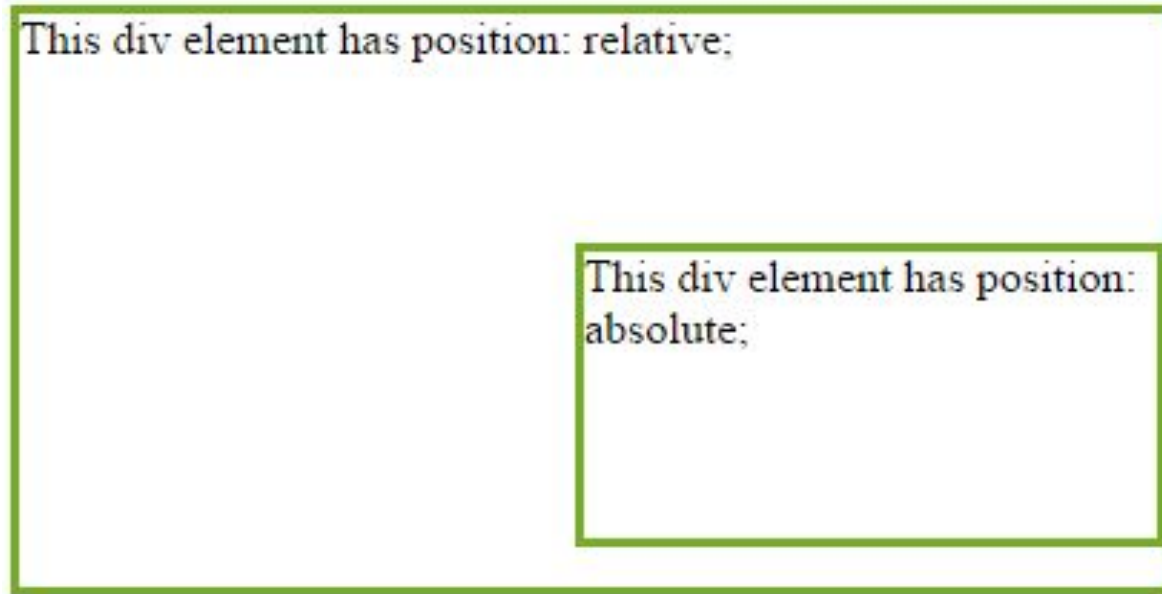 This div element has position: relative;
This div element has position:
absolute;